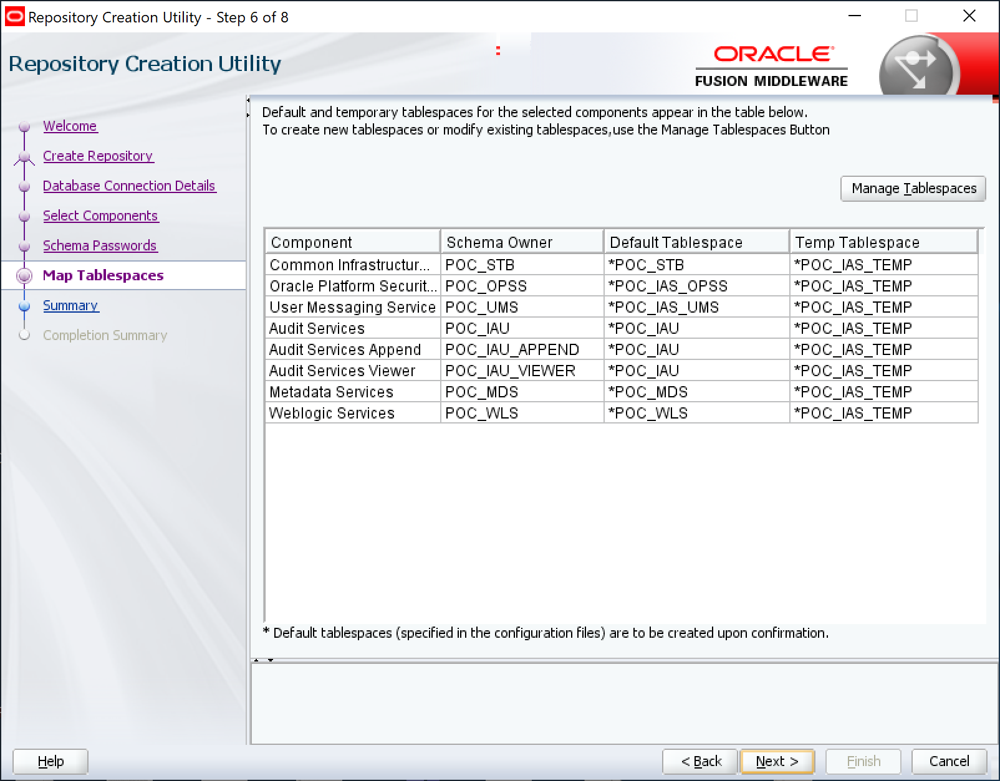 Repository Creation Utility - Step 6 of 8
Repository Creation Utility
ORACLE
FUSION MIDDLEWARE
Welcome
Create Repository
Database Connection Details
Select Components
Schema Passwords
Map Tablespaces
Summary
Completion Summary
Default and temporary tablespaces for the selected components appear in the table below.
To create new tablespaces or modify existing tablespaces,use the Manage Tablespaces Button
Manage Tablespaces
Component Schema Owner Default Tablespace Temp Tablespace
Common Infrastructur... POC_STB *POC_STB *POC_IAS_TEMP
Oracle Platform Securit... POC_OPSS *POC_IAS_OPSS *POC_IAS_TEMP
User Messaging Service POC_UMS *POC_IAS_UMS *POC_IAS_TEMP
Audit Services POC_IAU *POC_IAU *POC_IAS_TEMP
Audit Services Append POC_IAU_APPEND *POC_IAU *POC_IAS_TEMP
Audit Services Viewer POC_IAU_VIEWER *POC_IAU *POC_IAS_TEMP
Metadata Services POC_MDS *POC_MDS *POC_IAS_TEMP
Weblogic Services POC_WLS *POC_WLS *POC_IAS_TEMP
* Default tablespaces (specified in the configuration files) are to be created upon confirmation.
Help < Back Next > Finish Cancel